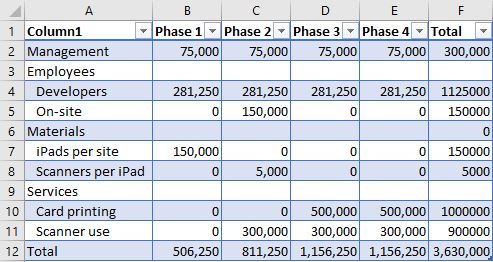 A B C D E F
1 Column1 Phase 1 Phase 2 Phase 3 Phase 4 Total
2 Management 75,000 75,000 75,000 75,000 300,000
3 Employees
4 Developers 281,250 281,250 281,250 281,250 1125000
5 On-site 0 150,000 0 0 150000
6 Materials 0
7 iPads per site 150,000 0 0 0 150000
8 Scanners per iPad 0 5,000 0 0 5000
9 Services
10 Card printing 0 0 500,000 500,000 1000000
11 Scanner use 0 300,000 300,000 300,000 900000
12 Total 506,250 811,250 1,156,250 1,156,250 3,630,000